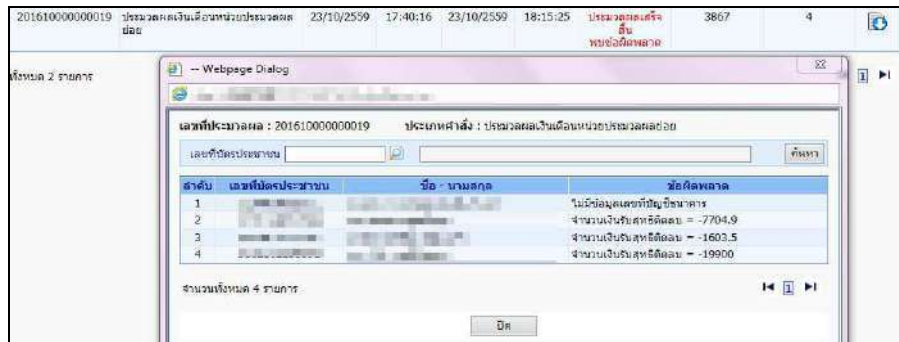 201610000000019 ประมวลผลเงินเดือนหน่วยประมวลผลย่อย 23/10/2559 17:40:16 23/10/2559 18:15:25 ประมวลผลเสร็จสิ้น พบข้อผิดพลาด 3867 4
ทั้งหมด 2 รายการ
-- Webpage Dialog
1
เลขที่ประมวลผล : 201610000000019 ประเภทคำสั่ง : ประมวลผลเงินเดือนหน่วยประมวลผลย่อย
เลขที่บัตรประชาชน ค้นหา
ลำดับ เลขที่บัตรประชาชน ชื่อ - นามสกุล ข้อผิดพลาด
1 ไม่มีข้อมูลเลขที่บัญชีธนาคาร
2 จำนวนเงินรับสุทธิติดลบ = -7704.9
3 จำนวนเงินรับสุทธิติดลบ = -1603.5
4 จำนวนเงินรับสุทธิติดลบ = -19900
จำนวนทั้งหมด 4 รายการ 1
ปิด